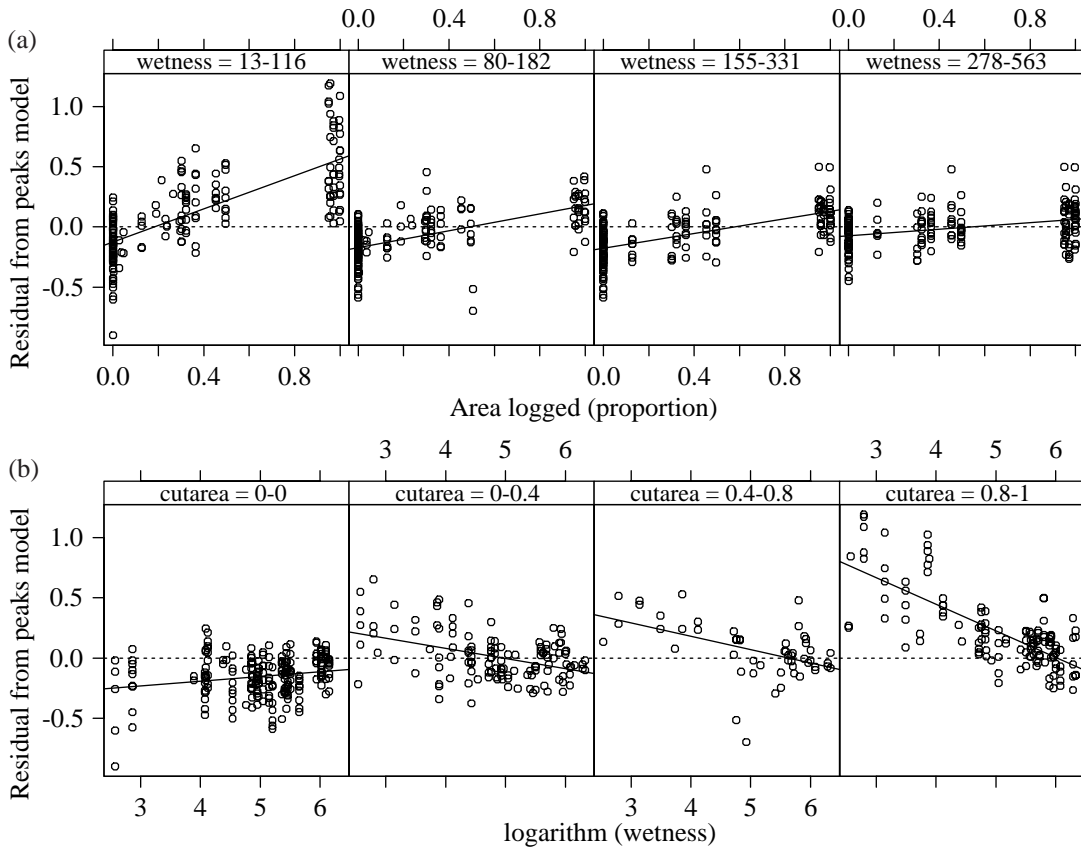 (a)
0.0 0.4 0.8 0.0 0.4 0.8
wetness = 13-116 wetness = 80-182 wetness = 155-331 wetness = 278-563
Residual from peaks model
1.0
0.5
0.0
-0.5
0.0 0.4 0.8 0.0 0.4 0.8
Area logged (proportion)
(b)
3 4 5 6 3 4 5 6
cutarea = 0-0 cutarea = 0-0.4 cutarea = 0.4-0.8 cutarea = 0.8-1
Residual from peaks model
1.0
0.5
0.0
-0.5
3 4 5 6 3 4 5 6
logarithm (wetness)